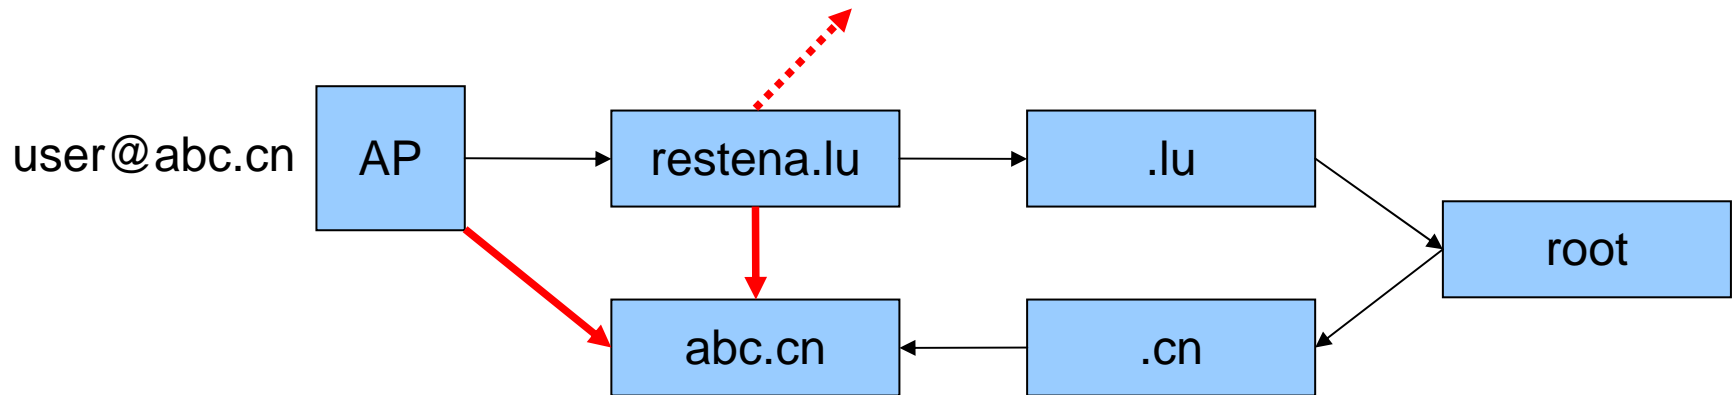 user@abc.cn
AP
restena.lu
.lu
root
abc.cn
.cn